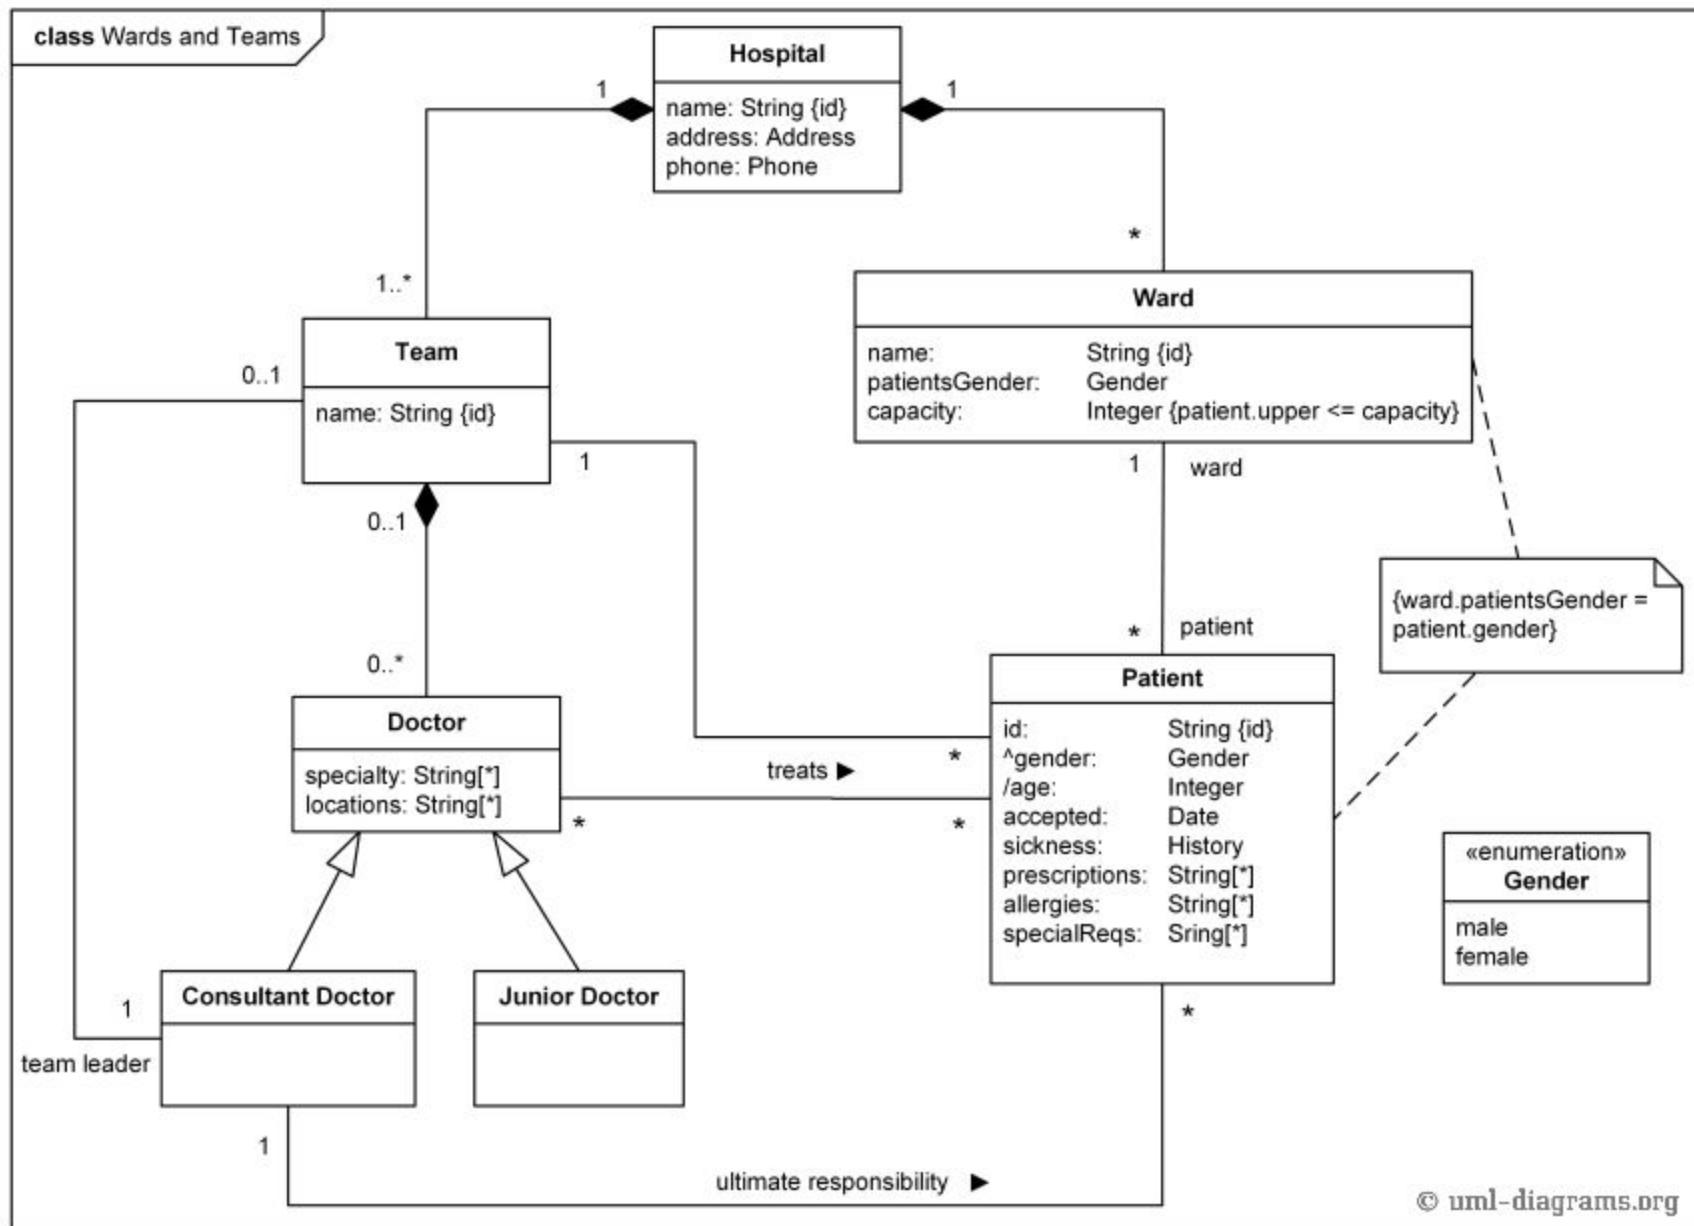 class Wards and Teams
Hospital
name: String {id}
address: Address
phone: Phone
1
1
1..*
*
Team
name: String {id}
0..1
1
0..1
0..*
Ward
name: String {id}
patientsGender: Gender
capacity: Integer {patient.upper <= capacity}
1 ward
* patient
{ward.patientsGender =
patient.gender}
Doctor
specialty: String[*]
locations: String[*]
*
treats ►
*
*
Patient
id: String {id}
^gender: Gender
/age: Integer
accepted: Date
sickness: History
prescriptions: String[*]
allergies: String[*]
specialReqs: Sring[*]
«enumeration»
Gender
male
female
Consultant Doctor
Junior Doctor
1
team leader
1
*
ultimate responsibility ►
© uml-diagrams.org